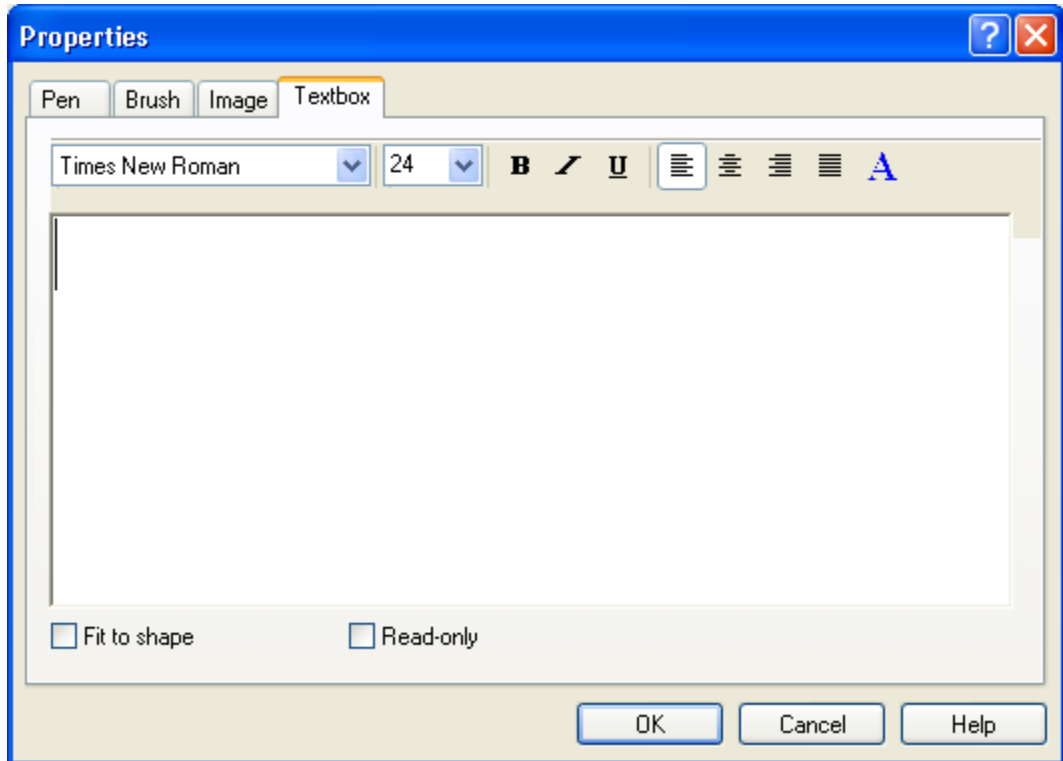 Properties
Pen Brush Image Textbox
Times New Roman 24 B I U A
Fit to shape Read-only
OK Cancel Help